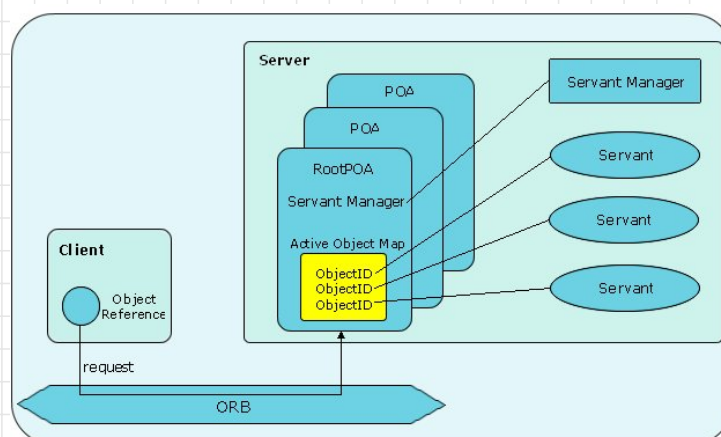 Server
POA
Servant Manager
POA
Servant
RootPOA
Servant Manager
Servant
Client
Active Object Map
ObjectID
ObjectID
ObjectID
Servant
Object
Reference
request
ORB